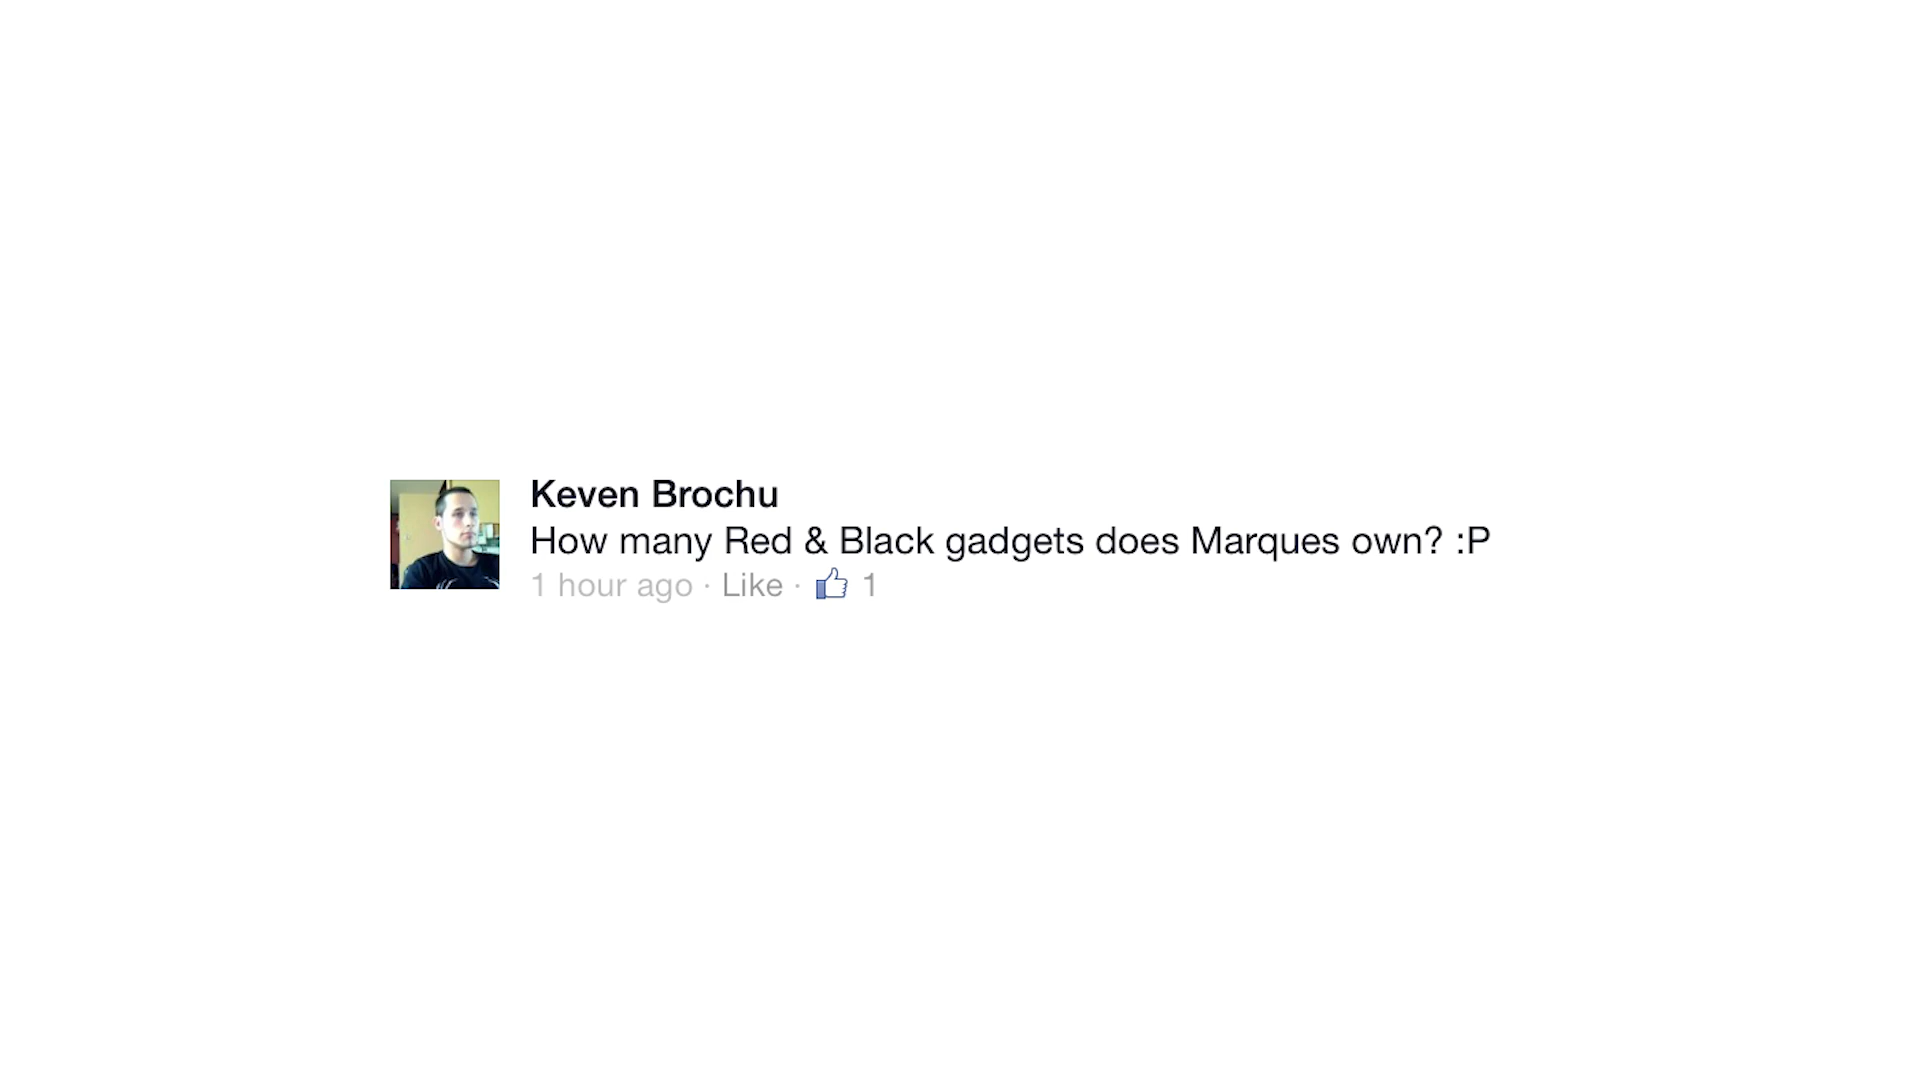 Keven Brochu
How many Red & Black gadgets does Marques own? :P
1 hour ago · Like · 1